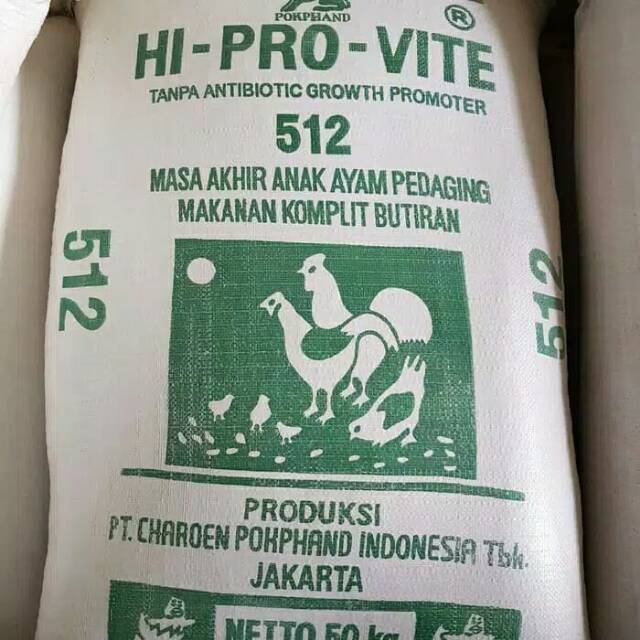 POKPHAND
®
HI-PRO-VITE
TANPA ANTIBIOTIC GROWTH PROMOTER
512
MASA AKHIR ANAK AYAM PEDAGING
MAKANAN KOMPLIT BUTIRAN
512
512
PRODUKSI
PT. CHAROEN POKPHAND INDONESIA Tbk.
JAKARTA
NETTO 50 kg